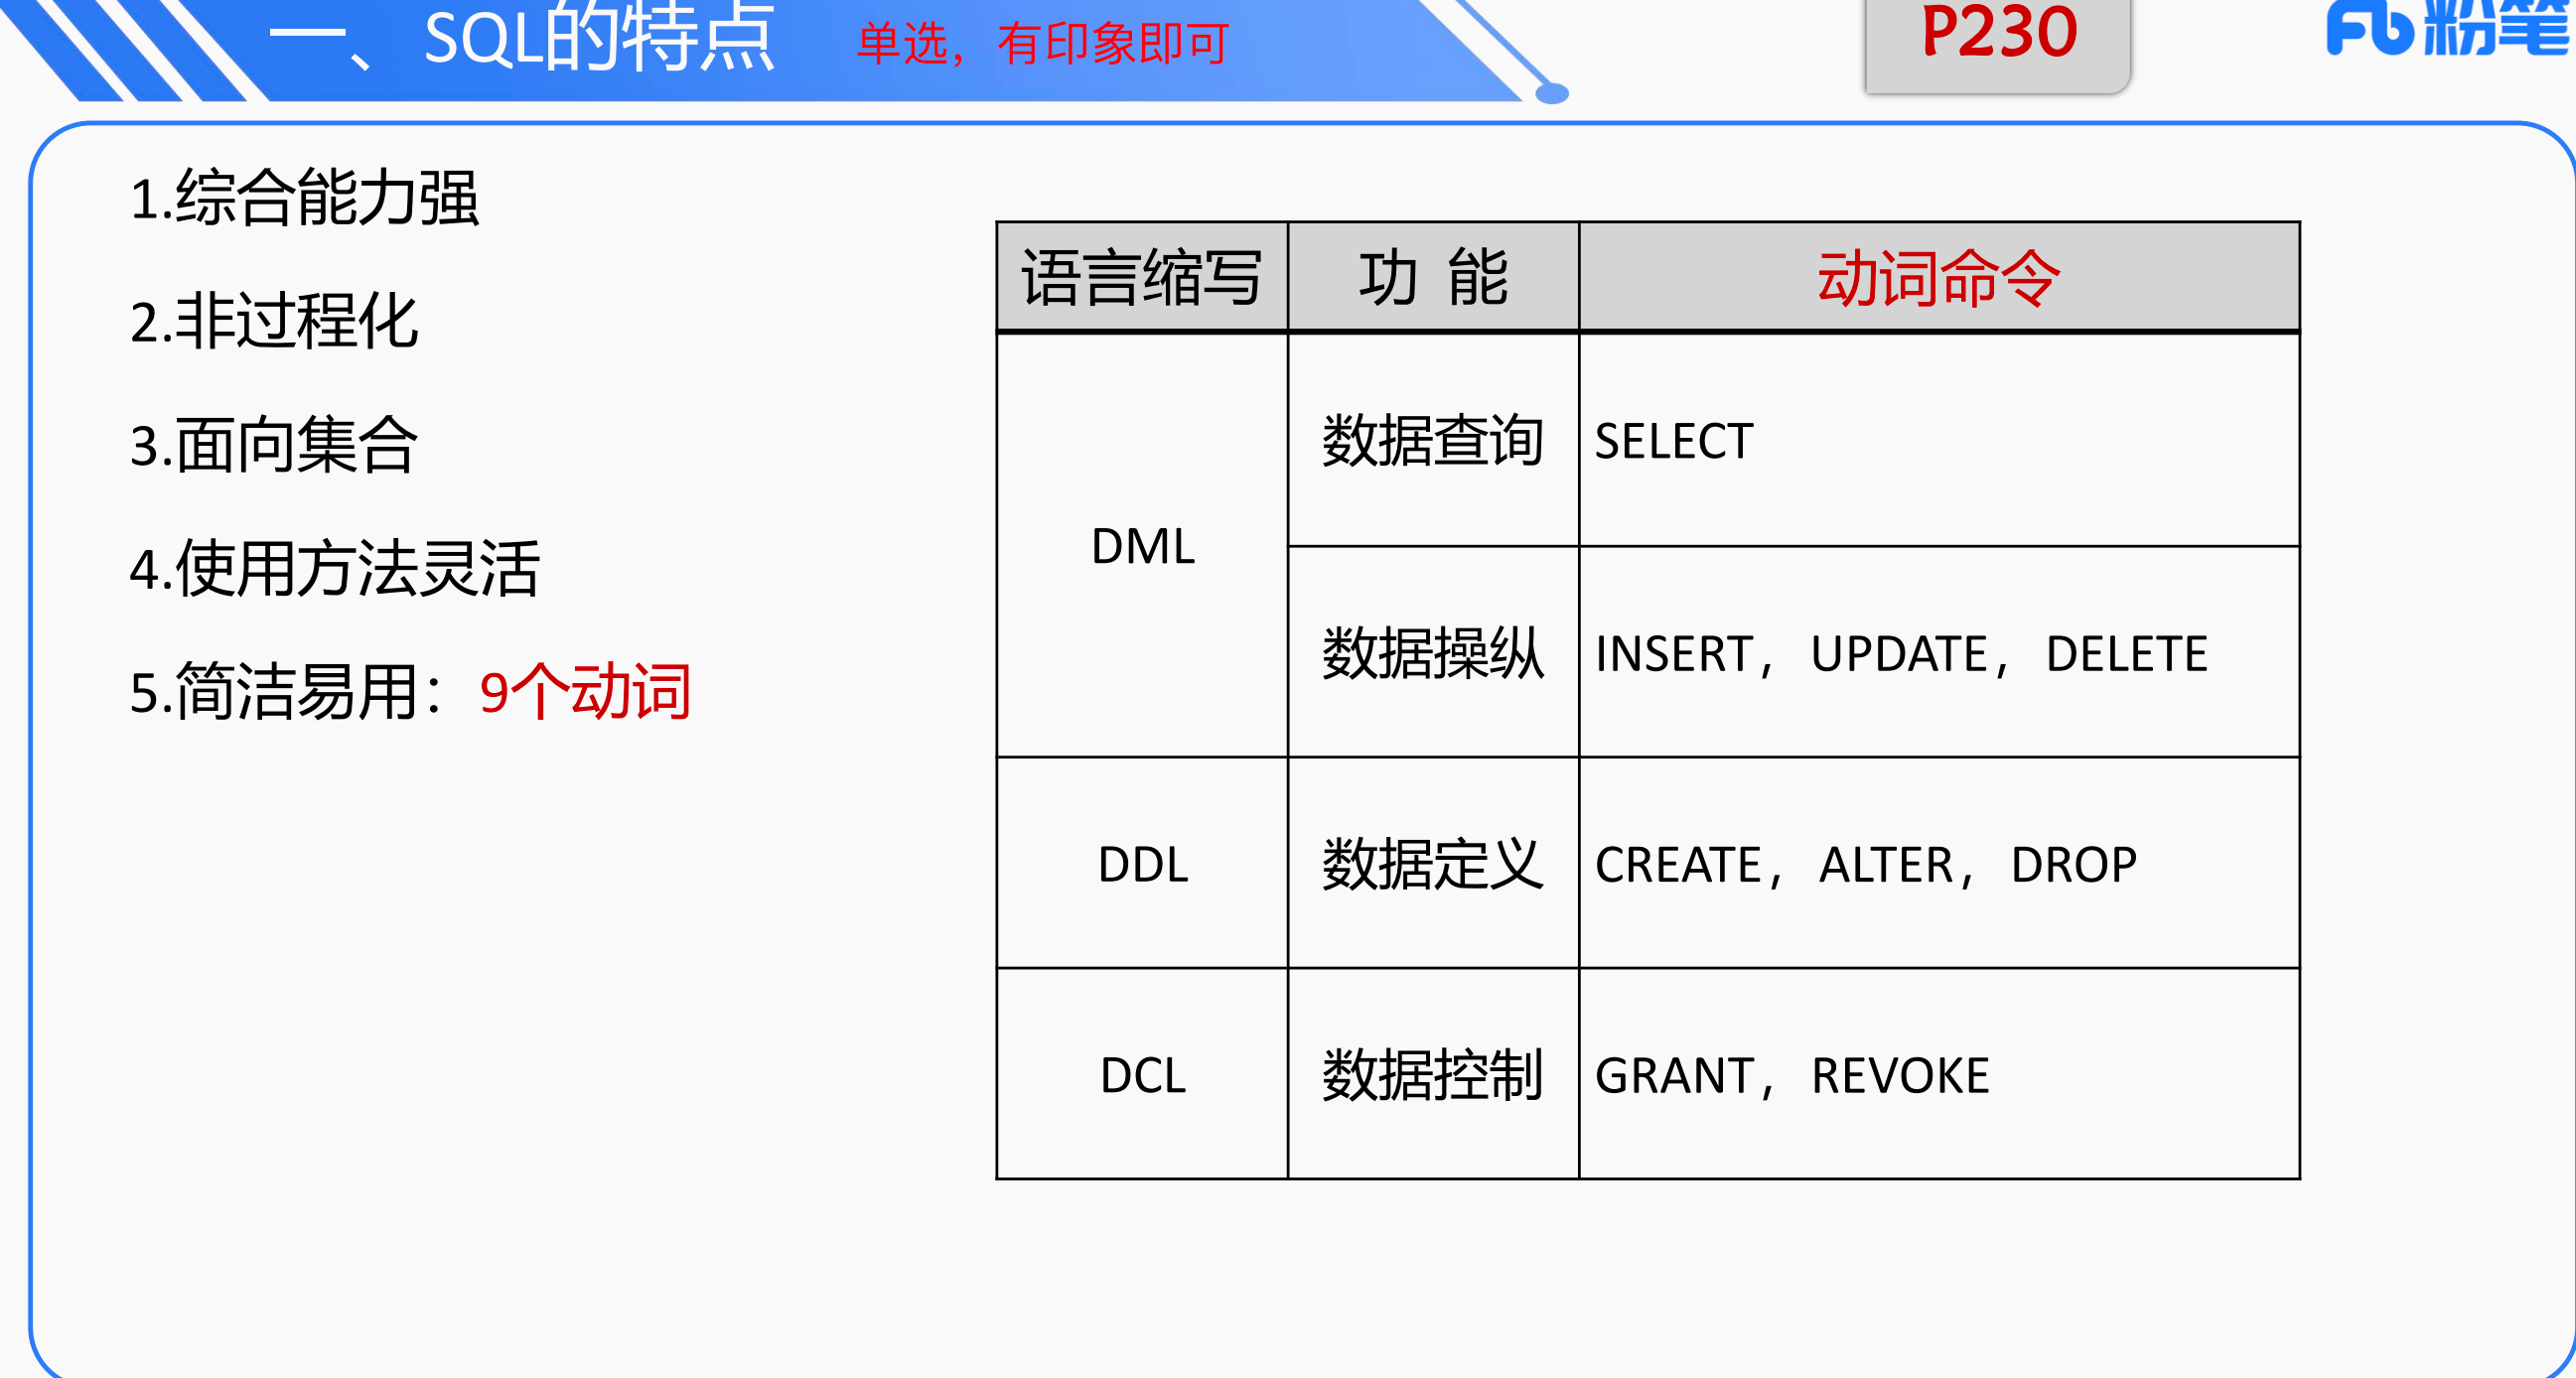 一、SQL的特点 单选，有印象即可
P230
粉笔
1.综合能力强
2.非过程化
3.面向集合
4.使用方法灵活
5.简洁易用：9个动词
语言缩写 功 能 动词命令
DML 数据查询 SELECT
数据操纵 INSERT，UPDATE，DELETE
DDL 数据定义 CREATE，ALTER，DROP
DCL 数据控制 GRANT，REVOKE